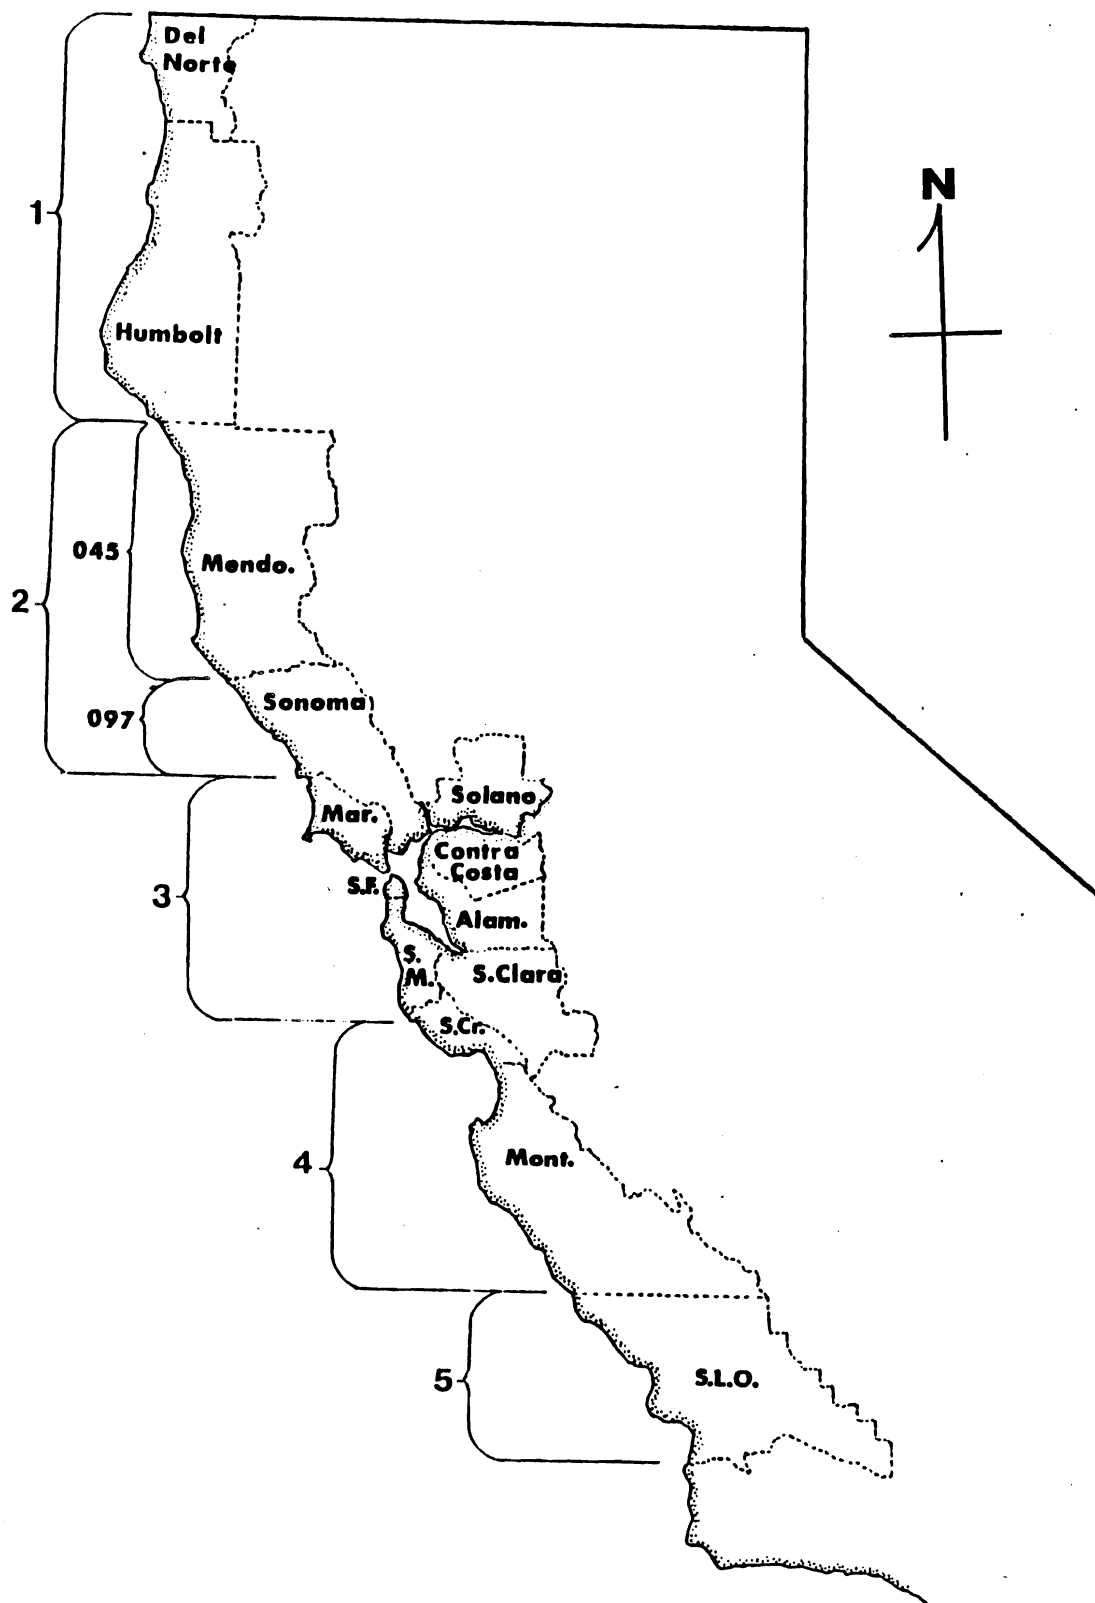 Del
Norte
N
1
Humbolt
045
Mendo.
2
Sonoma
097
Solano
Mar.
Contra
Costa
S.F.
3
Alam.
S.
M.
S.Clara
S.Cr.
4
Mont.
5
S.L.O.